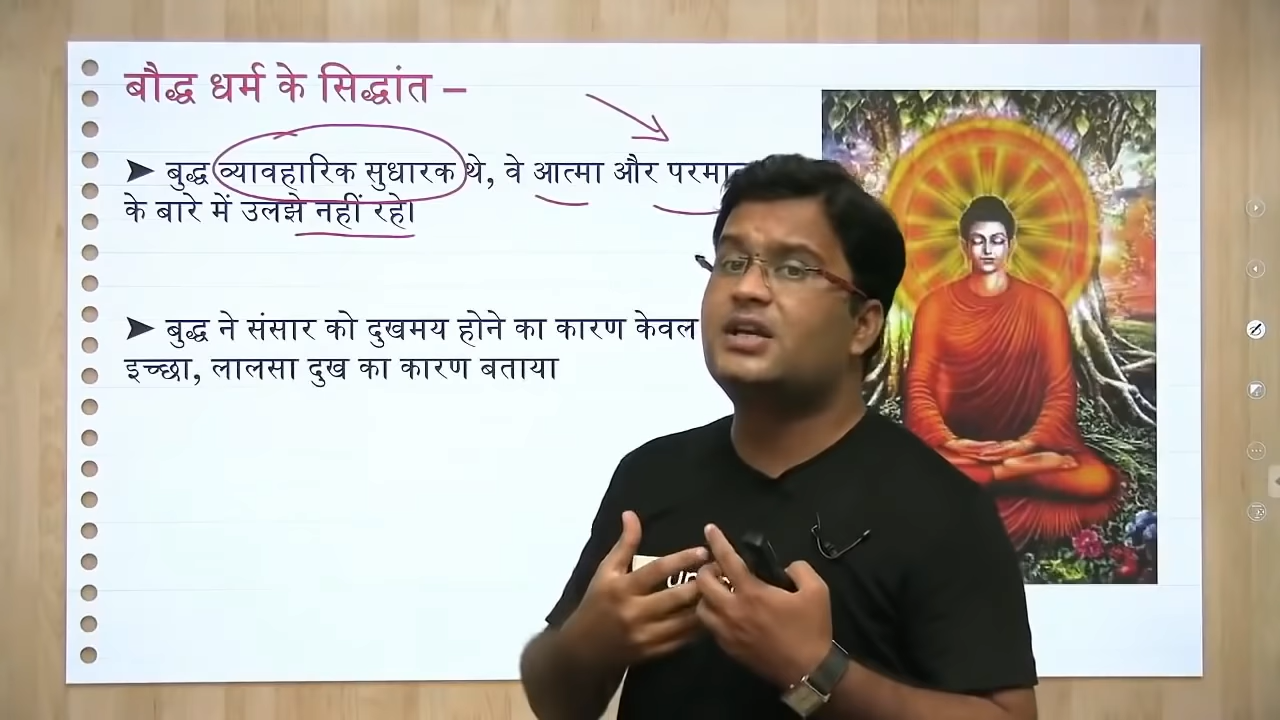 बौद्ध धर्म के सिद्धांत –
➤ बुद्ध व्यावहारिक सुधारक थे, वे आत्मा और
के बारे में उलझे नहीं रहे।
➤ बुद्ध ने संसार को दुखमय होने का कारण केवल
इच्छा, लालसा दुख का कारण बताया